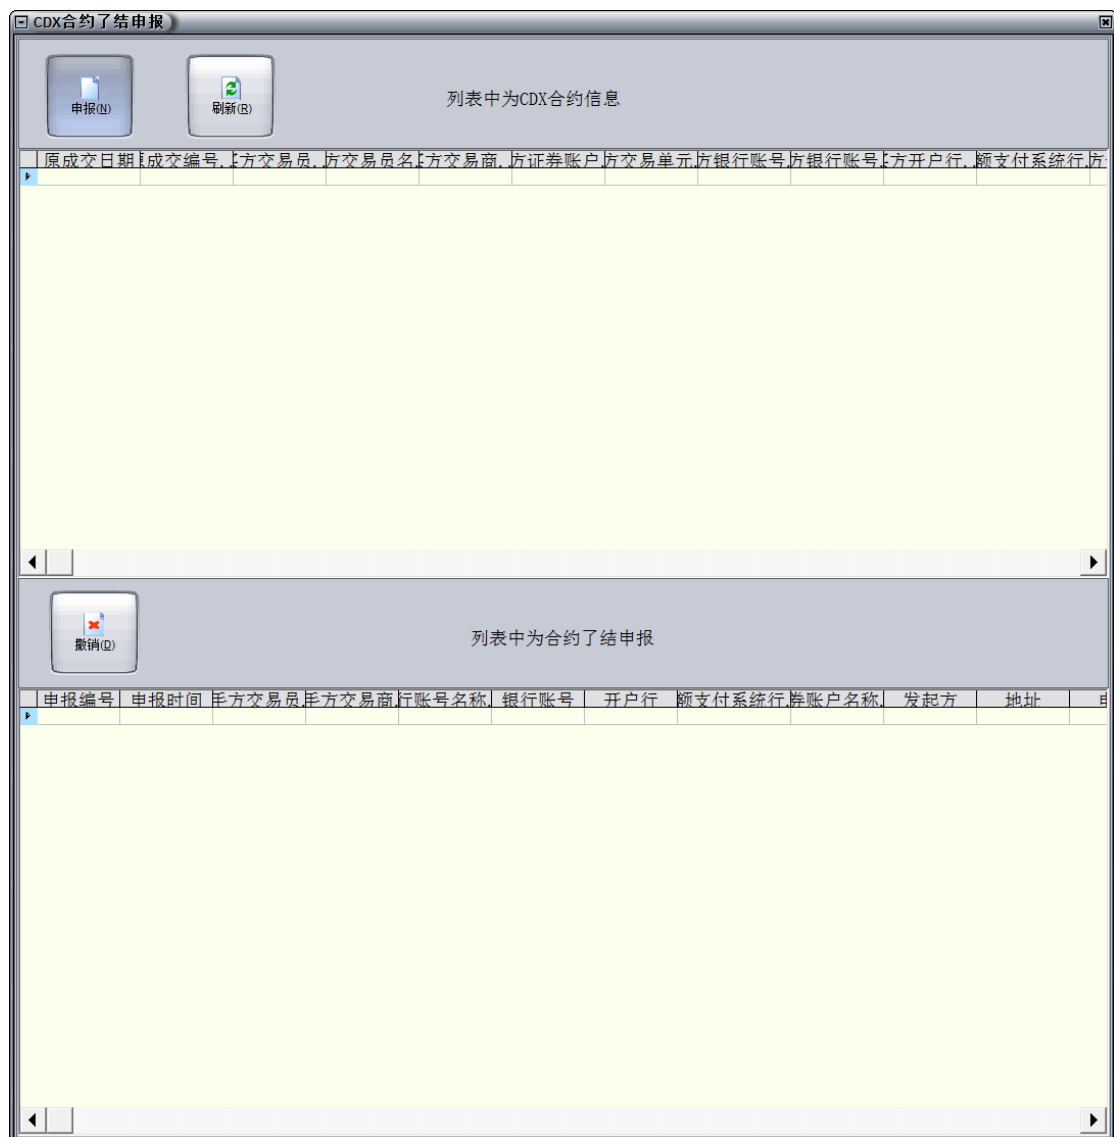 CDX合约了结申报
申报(N) 刷新(R) 列表中为CDX合约信息
原成交日期 成交编号. 方交易员. 方交易员名 方交易商. 方证券账户. 方交易单元. 方银行账号 方银行账号. 方开户行. 额支付系统行. 方
撤销(D) 列表中为合约了结申报
申报编号 申报时间 手方交易员. 手方交易商. 行账号名称. 银行账号 开户行 额支付系统行. 券账户名称. 发起方 地址